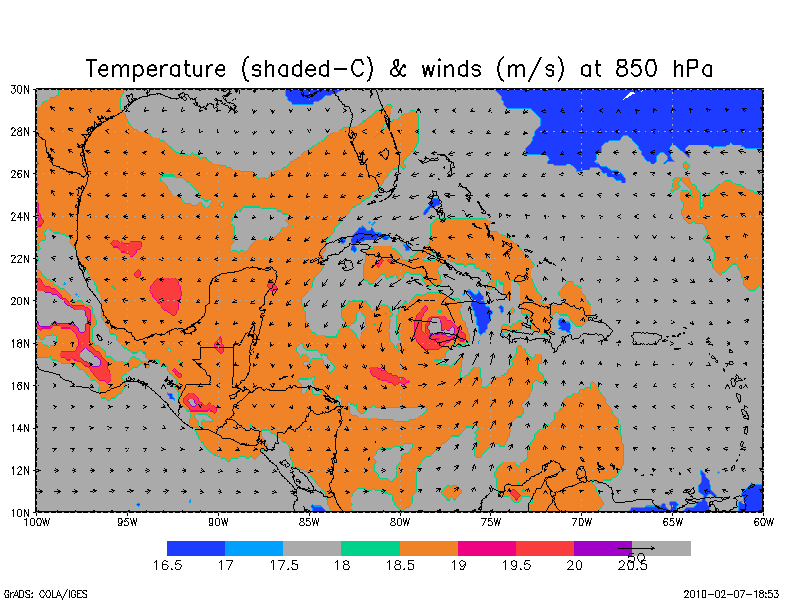 Temperature (shaded-C) & winds (m/s) at 850 hPa
30N
28N
26N
24N
22N
20N
18N
16N
14N
12N
10N
100W 95W 90W 85W 80W 75W 70W 65W 60W
16.5 17 17.5 18 18.5 19 19.5 20 20.5
50
GrADS: COLA/IGES 2010-02-07-18:53